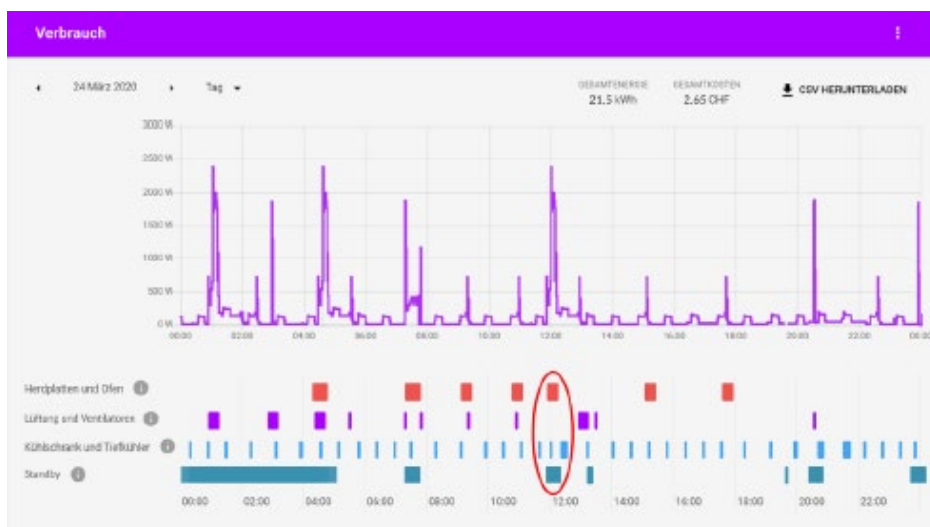 Verbrauch
24 März 2020 Tag
GESAMTENERGIE GESAMTKOSTEN
21.5 kWh 2.65 CHF
CSV HERUNTERLADEN
3000 W
2500 W
2000 W
1500 W
1000 W
500 W
0 W
00:00 02:00 04:00 06:00 08:00 10:00 12:00 14:00 16:00 18:00 20:00 22:00 00:00
Herdplatten und Ofen
Lüftung und Ventilatoren
Kühlschrank und Tiefkühler
Standby
00:00 02:00 04:00 06:00 08:00 10:00 12:00 14:00 16:00 18:00 20:00 22:00